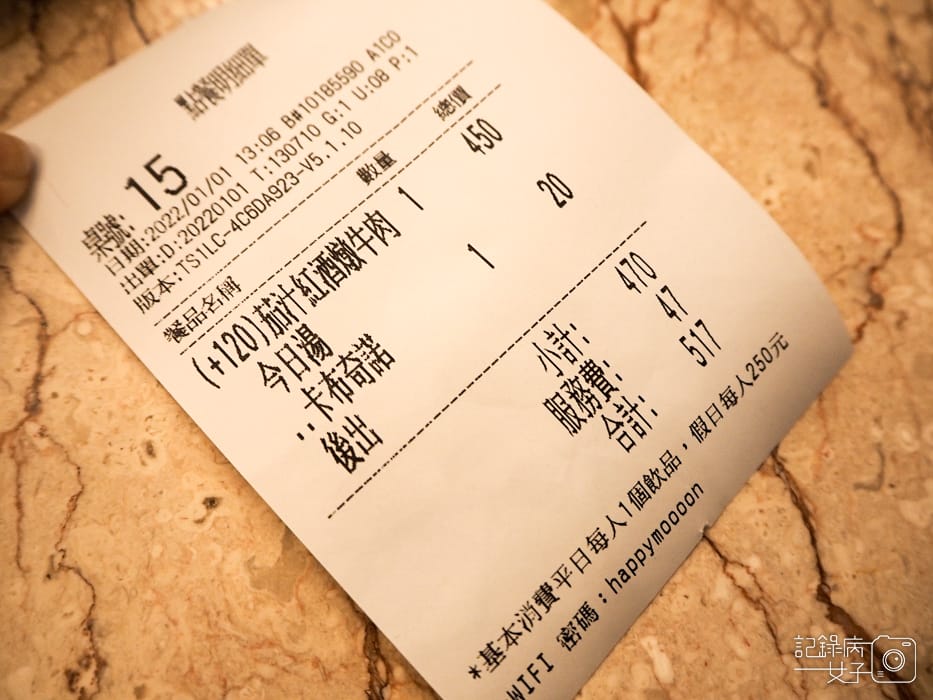 點餐明細單
桌號: 15
日期:2022/01/01 13:06 B#10185590 A1C0
出單:D:20220101 T:130710 G:1 U:08 P:1
版本:TS1LC-4C6DA923-V5.1.10
餐品名稱 數量 總價
(+120)茄汁紅酒燉牛肉 1 450
今日湯
..卡布奇諾 1 20
後出
小計: 470
服務費: 47
合計: 517
*基本消費平日每人1個飲品，假日每人250元
WIFI 密碼：happymoooon
記錄病
女子